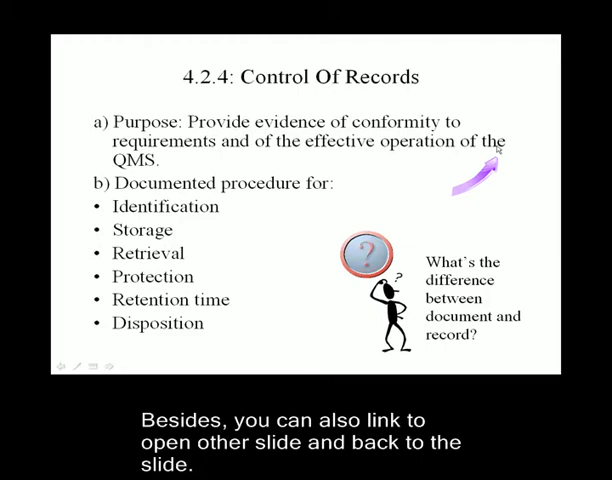 4.2.4: Control Of Records
a) Purpose: Provide evidence of conformity to
requirements and of the effective operation of the
QMS.
b) Documented procedure for:
• Identification
• Storage
• Retrieval
• Protection
• Retention time
• Disposition
?
?
What's the
difference
between
document and
record?
Besides, you can also link to
open other slide and back to the
slide.